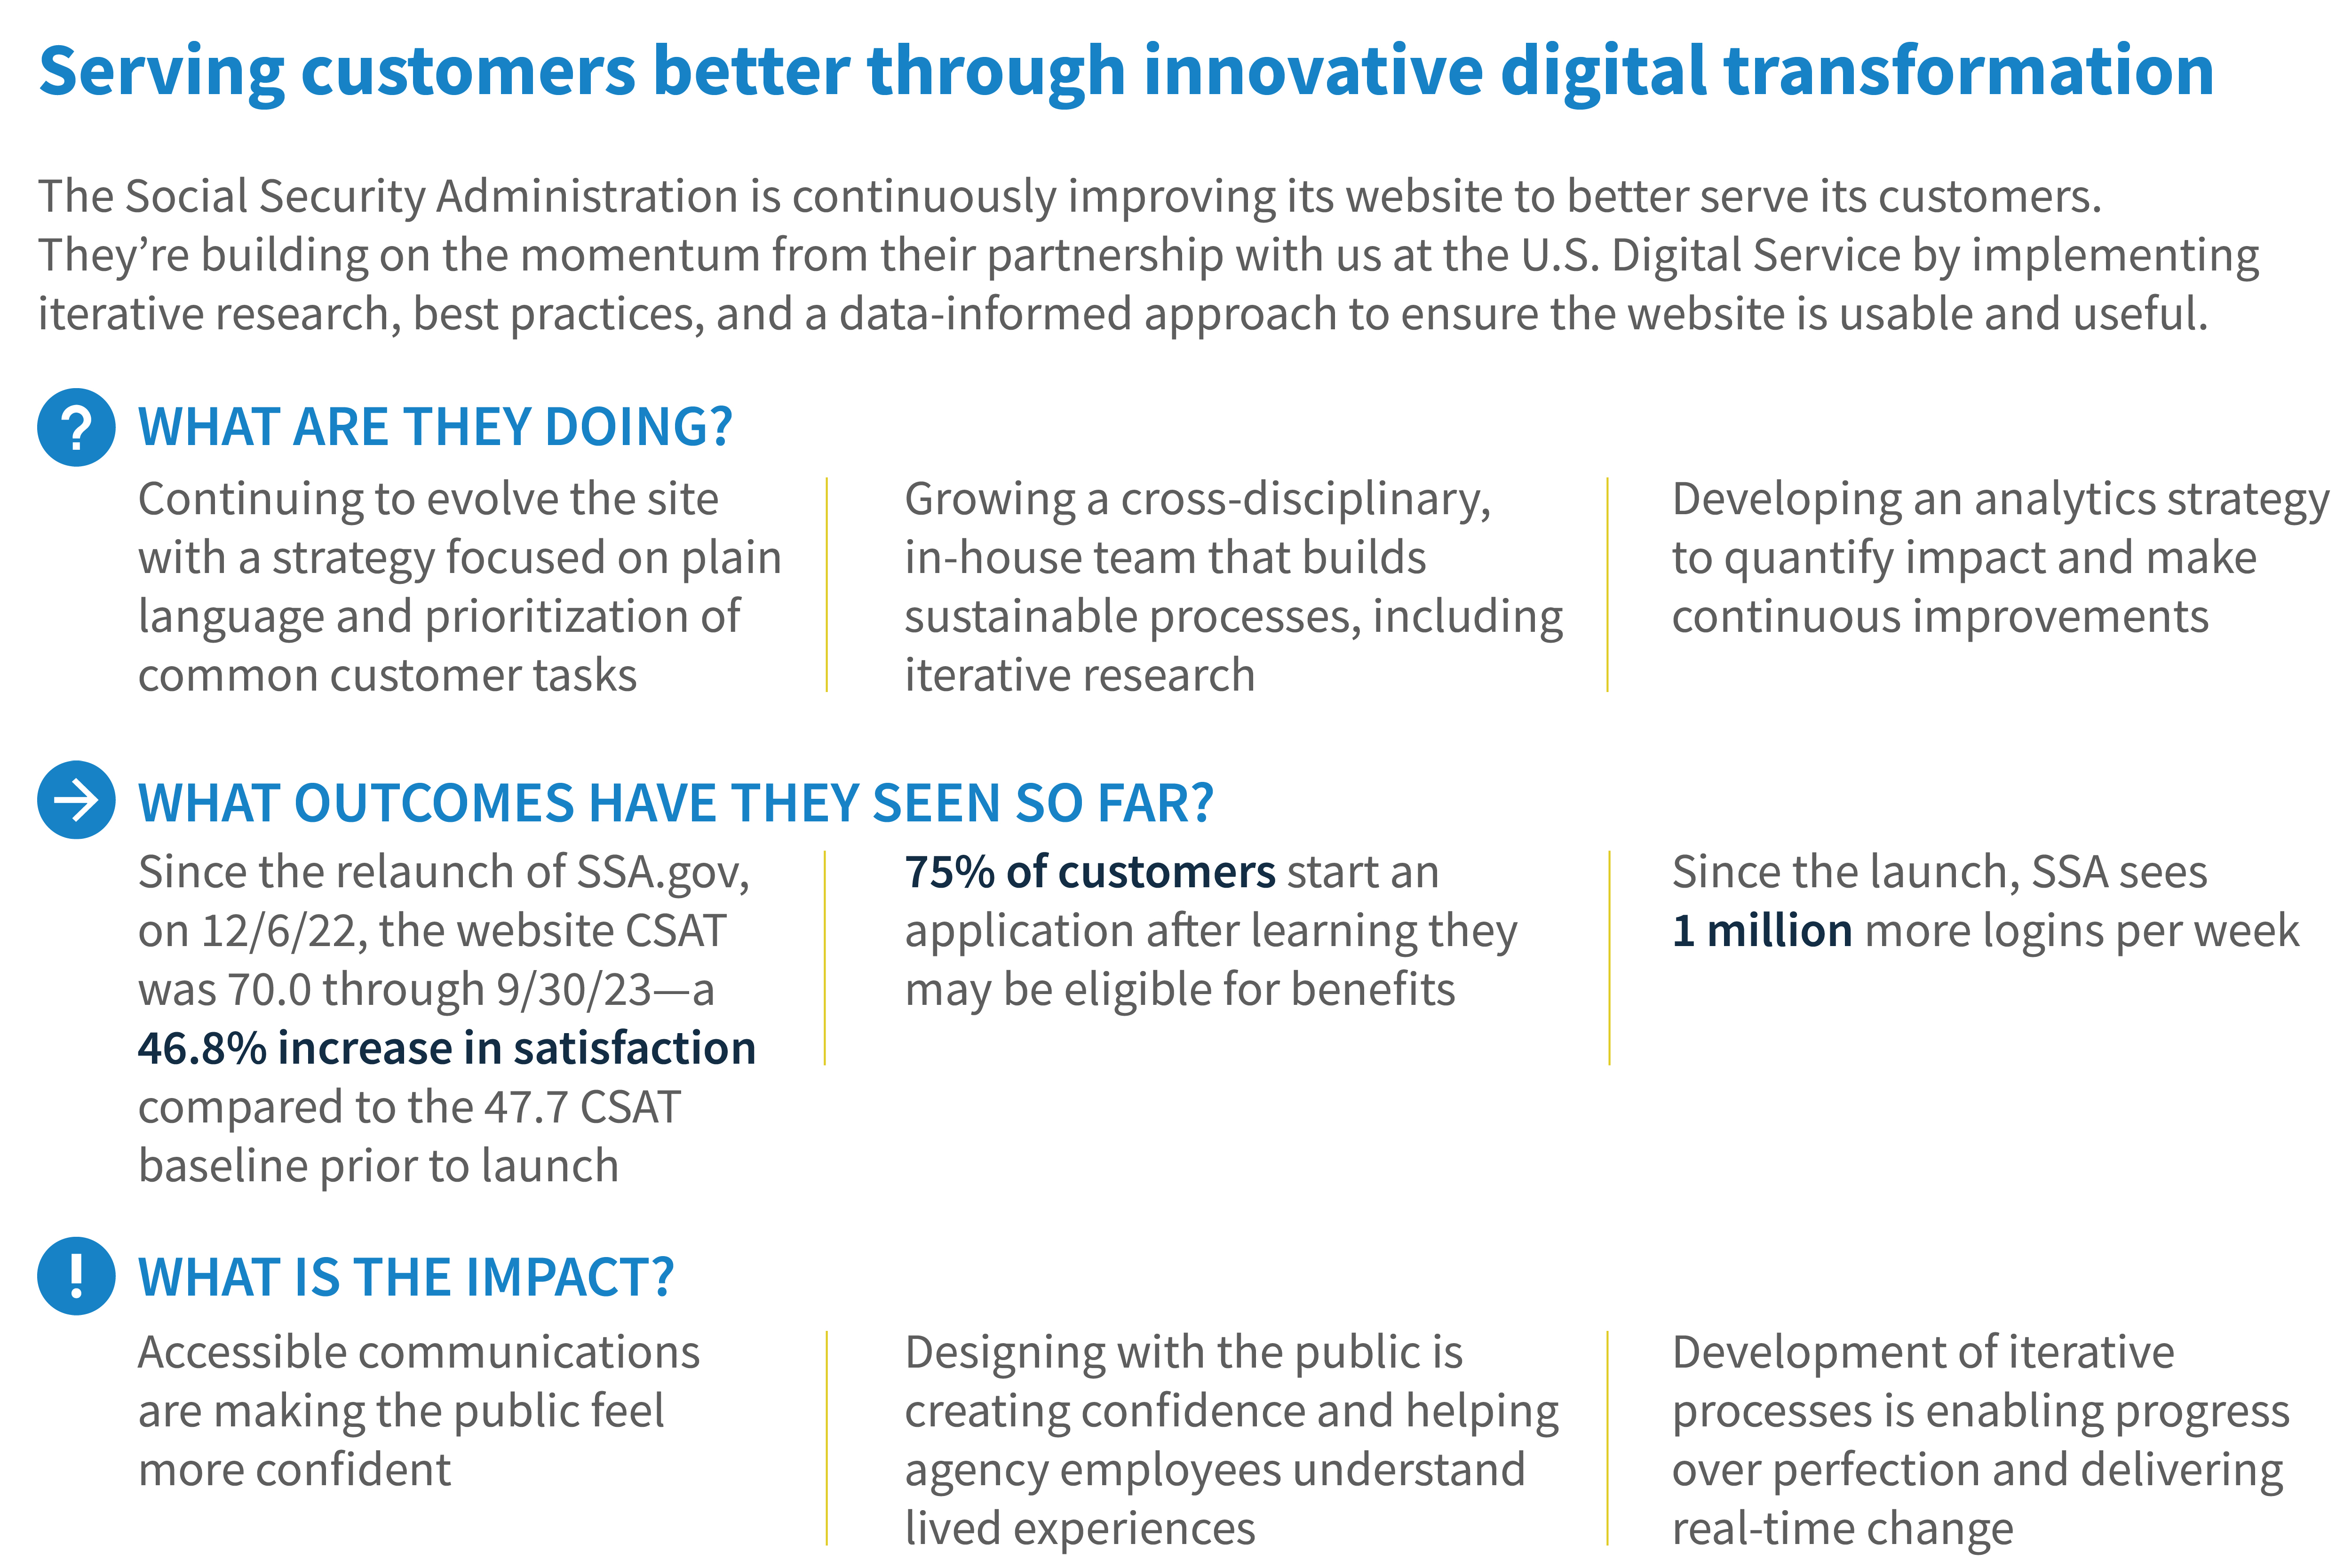 Serving customers better through innovative digital transformation
The Social Security Administration is continuously improving its website to better serve its customers.
They’re building on the momentum from their partnership with us at the U.S. Digital Service by implementing
iterative research, best practices, and a data-informed approach to ensure the website is usable and useful.
?
WHAT ARE THEY DOING?
Continuing to evolve the site
with a strategy focused on plain
language and prioritization of
common customer tasks
Growing a cross-disciplinary,
in-house team that builds
sustainable processes, including
iterative research
Developing an analytics strategy
to quantify impact and make
continuous improvements
WHAT OUTCOMES HAVE THEY SEEN SO FAR?
Since the relaunch of SSA.gov,
on 12/6/22, the website CSAT
was 70.0 through 9/30/23—a
46.8% increase in satisfaction
compared to the 47.7 CSAT
baseline prior to launch
75% of customers start an
application after learning they
may be eligible for benefits
Since the launch, SSA sees
1 million more logins per week
!
WHAT IS THE IMPACT?
Accessible communications
are making the public feel
more confident
Designing with the public is
creating confidence and helping
agency employees understand
lived experiences
Development of iterative
processes is enabling progress
over perfection and delivering
real-time change